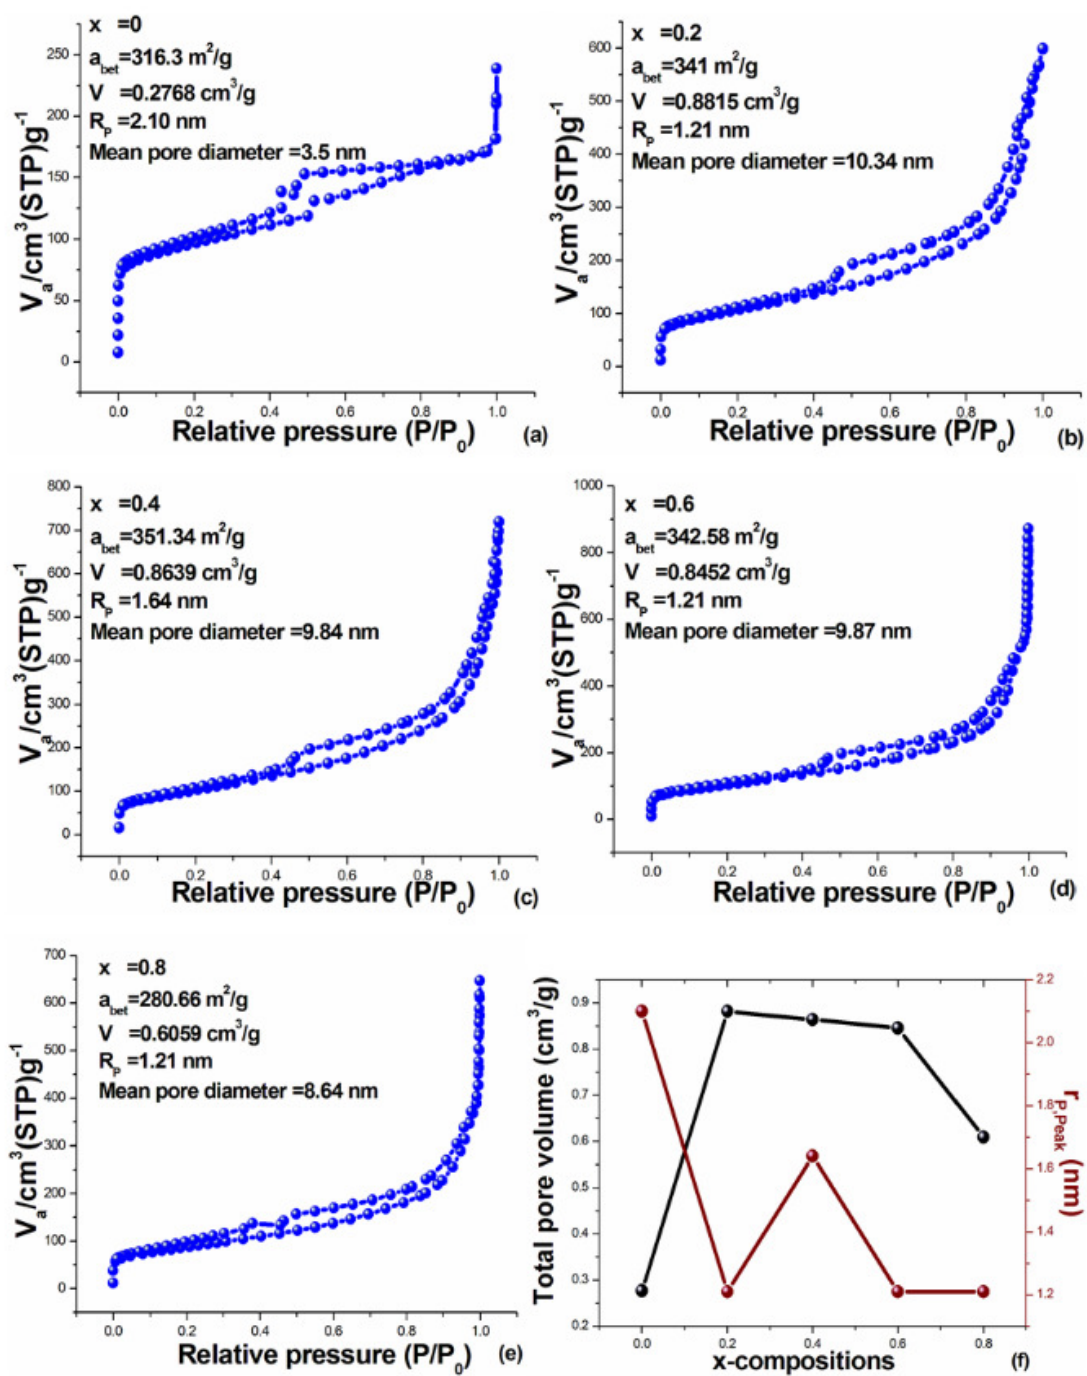 x =0
a_bet=316.3 m²/g
V =0.2768 cm³/g
R_P=2.10 nm
Mean pore diameter =3.5 nm
V_a/cm³(STP)g⁻¹
250
200
150
100
50
0
0.0 0.2 0.4 0.6 0.8 1.0
Relative pressure (P/P₀)
(a)
x =0.2
a_bet=341 m²/g
V =0.8815 cm³/g
R_P=1.21 nm
Mean pore diameter =10.34 nm
V_a/cm³(STP)g⁻¹
600
500
400
300
200
100
0
0.0 0.2 0.4 0.6 0.8 1.0
Relative pressure (P/P₀)
(b)
x =0.4
a_bet=351.34 m²/g
V =0.8639 cm³/g
R_P=1.64 nm
Mean pore diameter =9.84 nm
V_a/cm³(STP)g⁻¹
800
700
600
500
400
300
200
100
0
0.0 0.2 0.4 0.6 0.8 1.0
Relative pressure (P/P₀)
(c)
x =0.6
a_bet=342.58 m²/g
V =0.8452 cm³/g
R_P=1.21 nm
Mean pore diameter =9.87 nm
V_a/cm³(STP)g⁻¹
1000
800
600
400
200
0
0.0 0.2 0.4 0.6 0.8 1.0
Relative pressure (P/P₀)
(d)
x =0.8
a_bet=280.66 m²/g
V =0.6059 cm³/g
R_P=1.21 nm
Mean pore diameter =8.64 nm
V_a/cm³(STP)g⁻¹
700
600
500
400
300
200
100
0
0.0 0.2 0.4 0.6 0.8 1.0
Relative pressure (P/P₀)
(e)
Total pore volume (cm³/g)
0.9
0.8
0.7
0.6
0.5
0.4
0.3
0.2
0.0 0.2 0.4 0.6 0.8
x-compositions
(f)
2.2
2.0
1.8
1.6
1.4
1.2
r_P,Peak (nm)